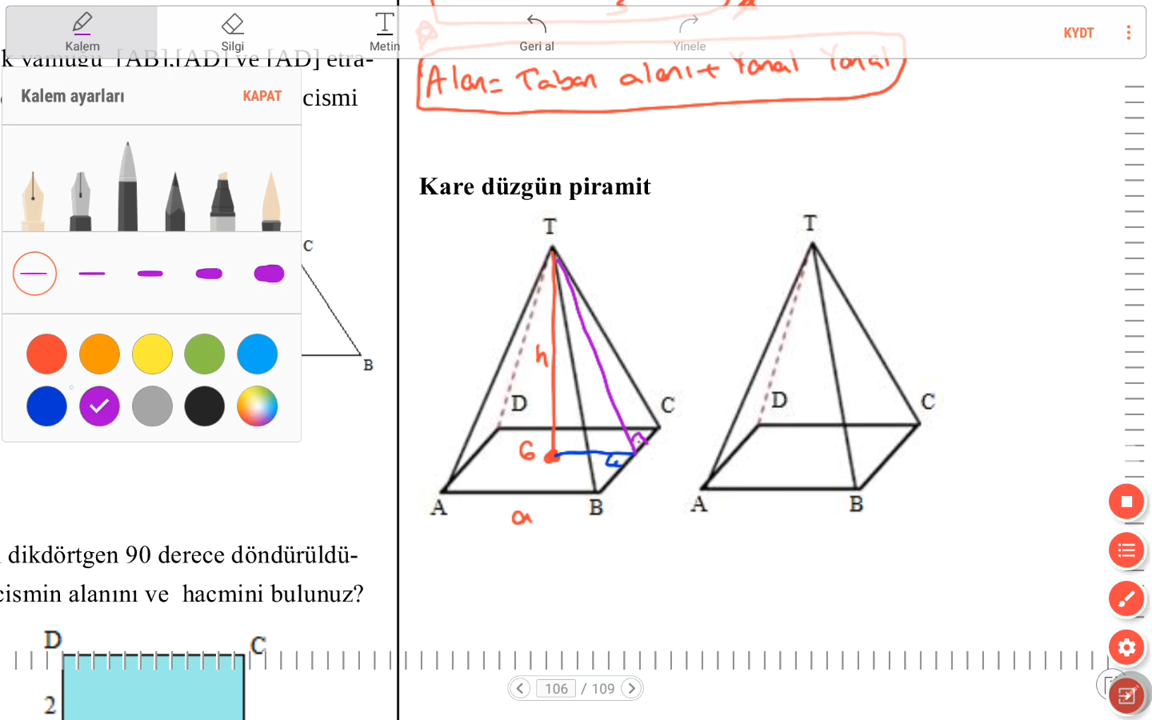 Kalem
Silgi
Metin
Geri al
Yinele
KYDT
k yamuğu [AB],[AD] ve [AD] etra-
cismi
Kalem ayarları
KAPAT
C
B
dikdörtgen 90 derece döndürüldü-
cismin alanını ve hacmini bulunuz?
D
C
2
Alan= Taban alanı+ Yanal Yanal
Kare düzgün piramit
T
h
D
C
G
A
B
a
T
D
C
A
B
106 / 109